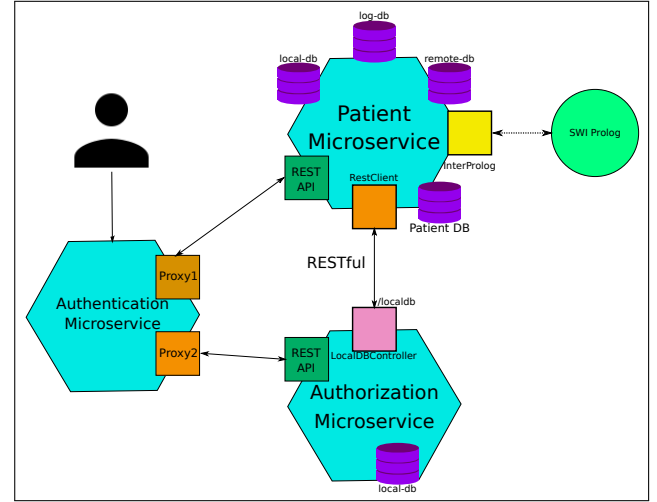 log-db
local-db
remote-db
Patient
Microservice
SWI Prolog
InterProlog
REST
API
RestClient
Patient DB
RESTful
Proxy1
Authentication
Microservice
/localdb
Proxy2
REST
API
LocalDBController
Authorization
Microservice
local-db